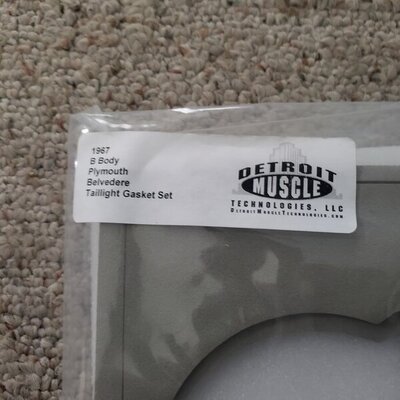 1967
B Body
Plymouth
Belvedere
Taillight Gasket Set
DETROIT
MUSCLE
TECHNOLOGIES, LLC
DETROITMUSCLETECHNOLOGIES.COM